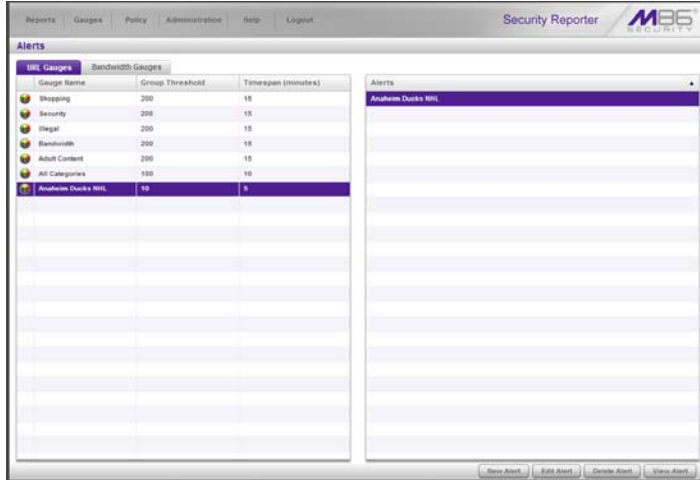 Reports Gauges Policy Administration Help Logout
Security Reporter
M86 SECURITY
Alerts
URL Gauges Bandwidth Gauges
Gauge Name Group Threshold Timespan (minutes)
Shopping 200 15
Security 200 15
Illegal 200 15
Bandwidth 200 15
Adult Content 200 15
All Categories 100 10
Anaheim Ducks NHL 10 5
Alerts
Anaheim Ducks NHL
New Alert Edit Alert Delete Alert View Alert